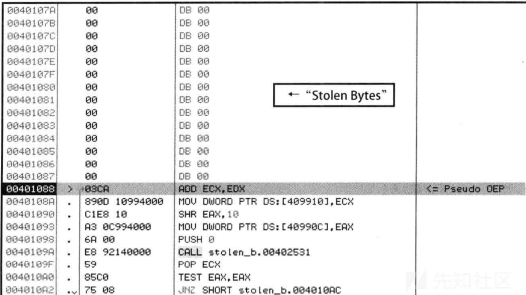 0040107A 00 DB 00
0040107B 00 DB 00
0040107C 00 DB 00
0040107D 00 DB 00
0040107E 00 DB 00
0040107F 00 DB 00
00401080 00 DB 00
00401081 00 DB 00
← “Stolen Bytes”
00401082 00 DB 00
00401083 00 DB 00
00401084 00 DB 00
00401085 00 DB 00
00401086 00 DB 00
00401087 00 DB 00
00401088 > 03CA ADD ECX,EDX <= Pseudo OEP
0040108A . 890D 10994000 MOV DWORD PTR DS:[409910],ECX
00401090 . C1E8 10 SHR EAX,10
00401093 . A3 0C994000 MOV DWORD PTR DS:[40990C],EAX
00401098 . 6A 00 PUSH 0
0040109A . E8 92140000 CALL stolen_b.00402531
0040109F . 59 POP ECX
004010A0 . 85C0 TEST EAX,EAX
004010A2 .v 75 08 JNZ SHORT stolen_b.004010AC
先知社区